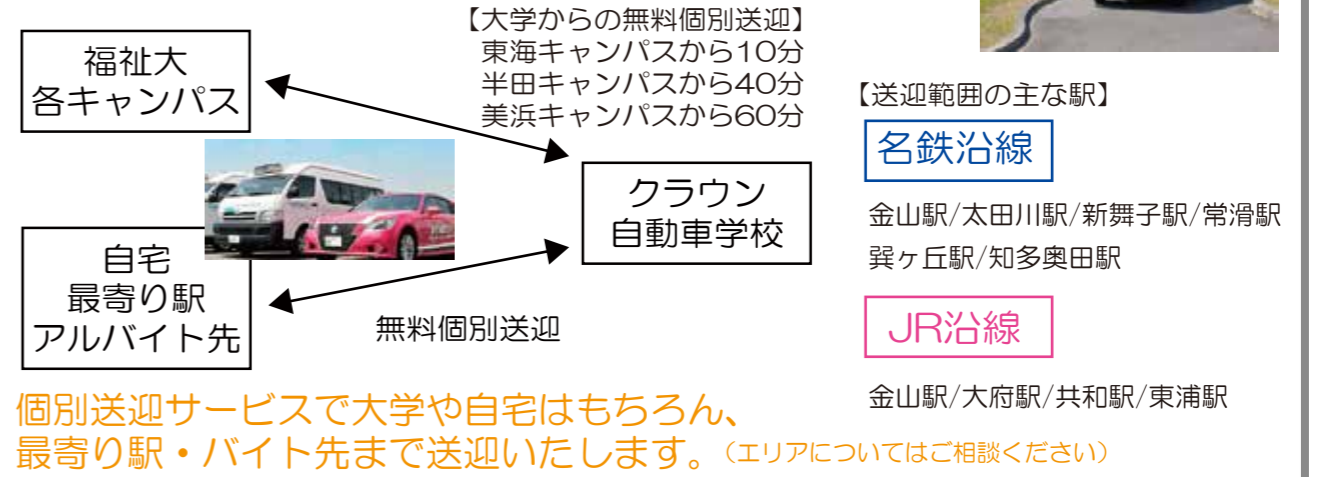 【大学からの無料個別送迎】
東海キャンパスから10分
半田キャンパスから40分
美浜キャンパスから60分
福祉大
各キャンパス
クラウン
自動車学校
自宅
最寄り駅
アルバイト先
無料個別送迎
【送迎範囲の主な駅】
名鉄沿線
金山駅/太田川駅/新舞子駅/常滑駅
巽ヶ丘駅/知多奥田駅
JR沿線
金山駅/大府駅/共和駅/東浦駅
個別送迎サービスで大学や自宅はもちろん、
最寄り駅・バイト先まで送迎いたします。(エリアについてはご相談ください)